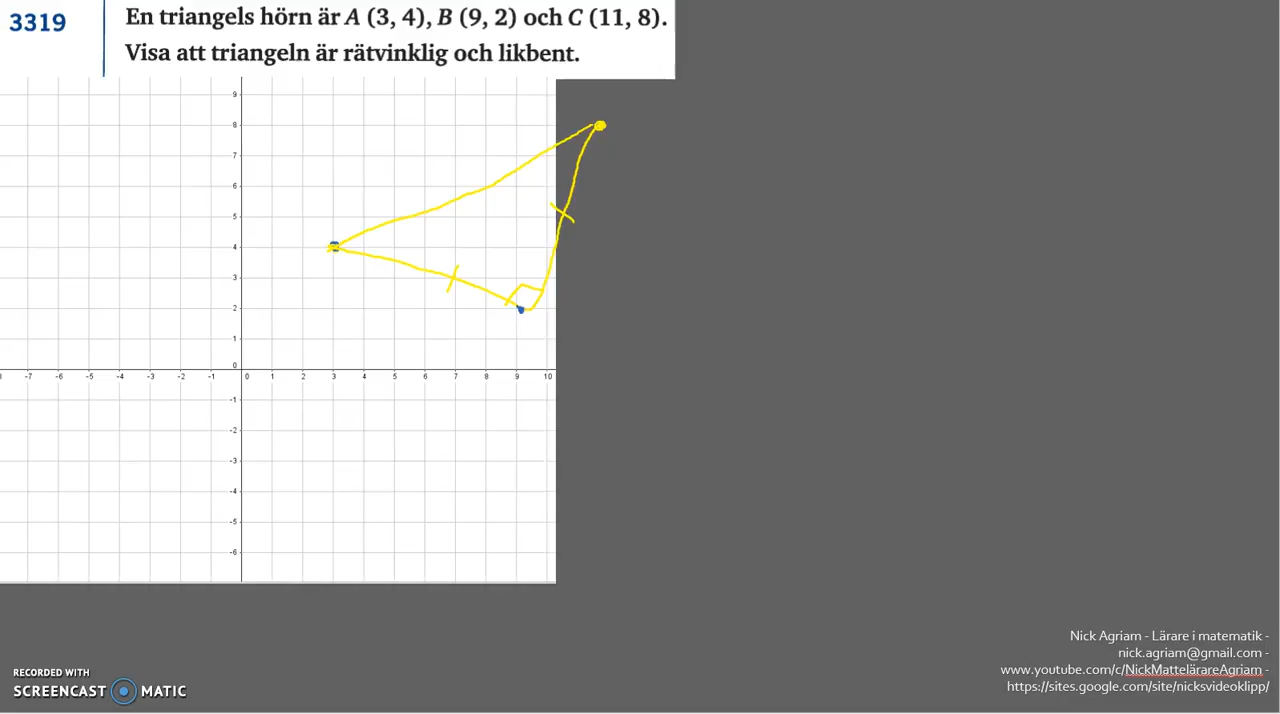 3319
En triangels hörn är A (3, 4), B (9, 2) och C (11, 8).
Visa att triangeln är rätvinklig och likbent.
9
8
7
6
5
4
3
2
1
0
-7 -6 -5 -4 -3 -2 -1 0 1 2 3 4 5 6 7 8 9 10
-1
-2
-3
-4
-5
-6
Nick Agriam - Lärare i matematik -
nick.agriam@gmail.com -
www.youtube.com/c/NickMattelärareAgriam -
https://sites.google.com/site/nicksvideoklipp/
RECORDED WITH
SCREENCAST MATIC